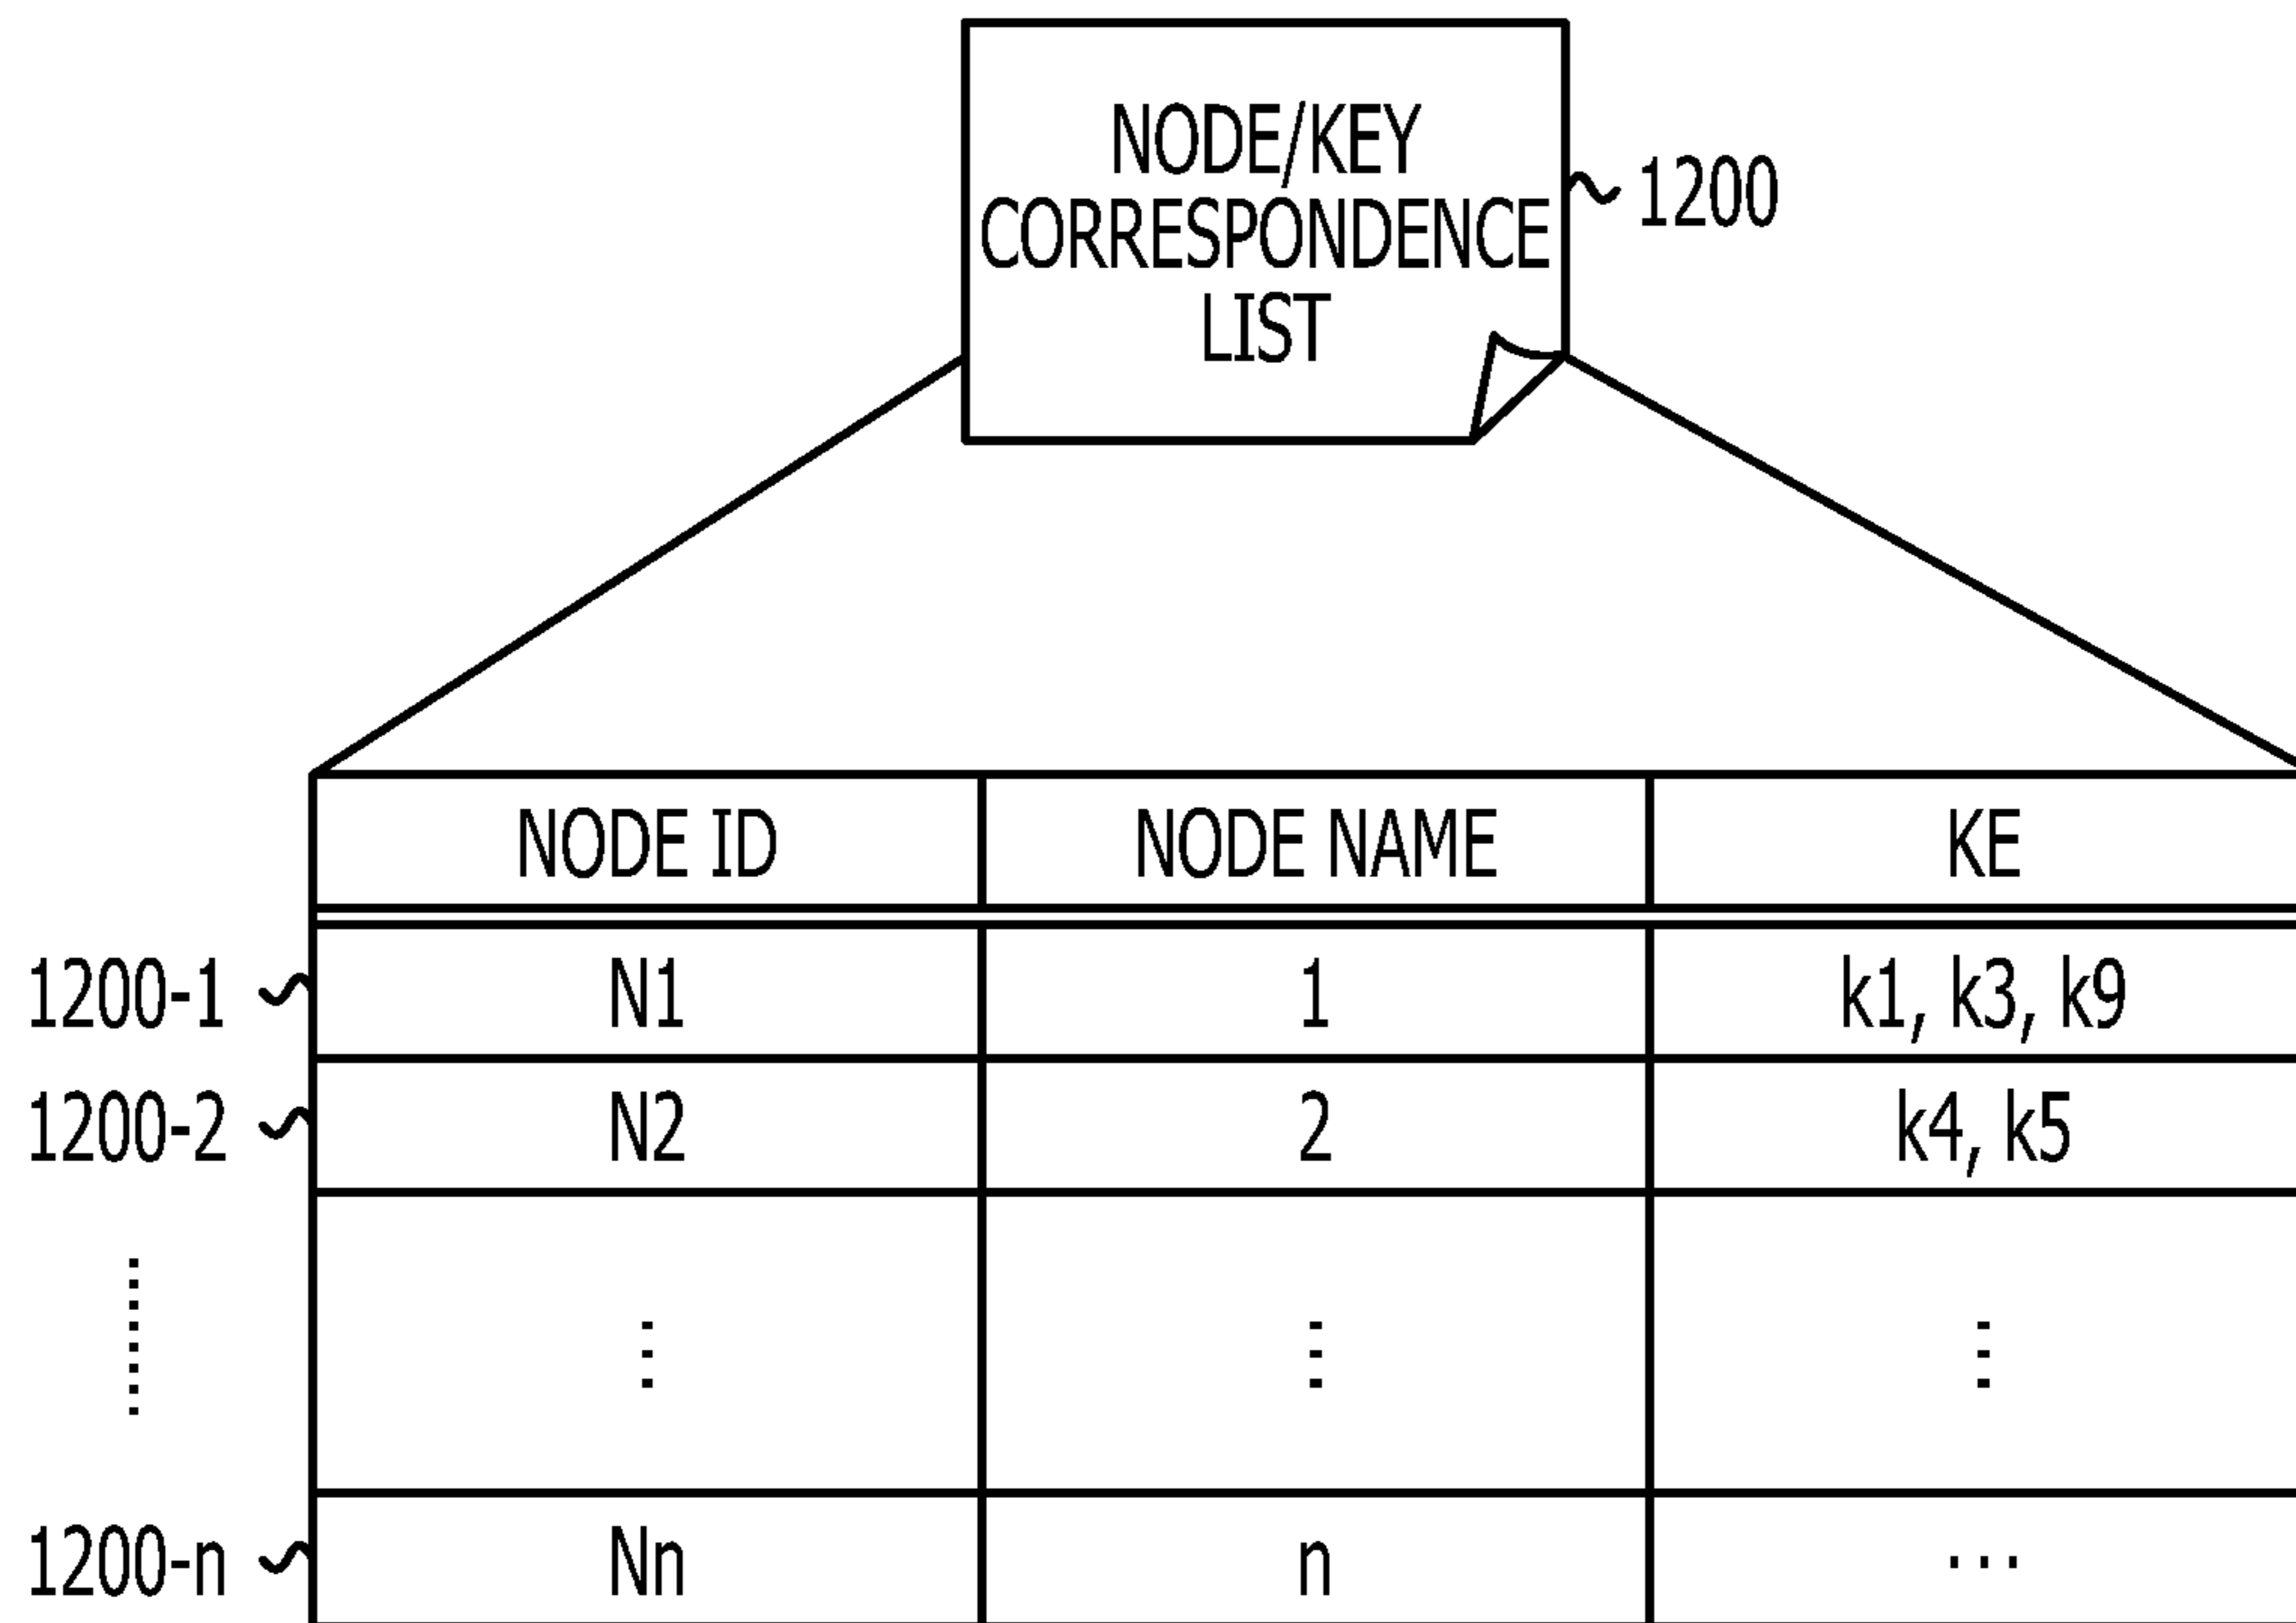 NODE/KEY
CORRESPONDENCE
LIST
1200
NODE ID NODE NAME KE
1200-1 N1 1 k1, k3, k9
1200-2 N2 2 k4, k5
⋮ ⋮ ⋮ ⋮
1200-n Nn n ...